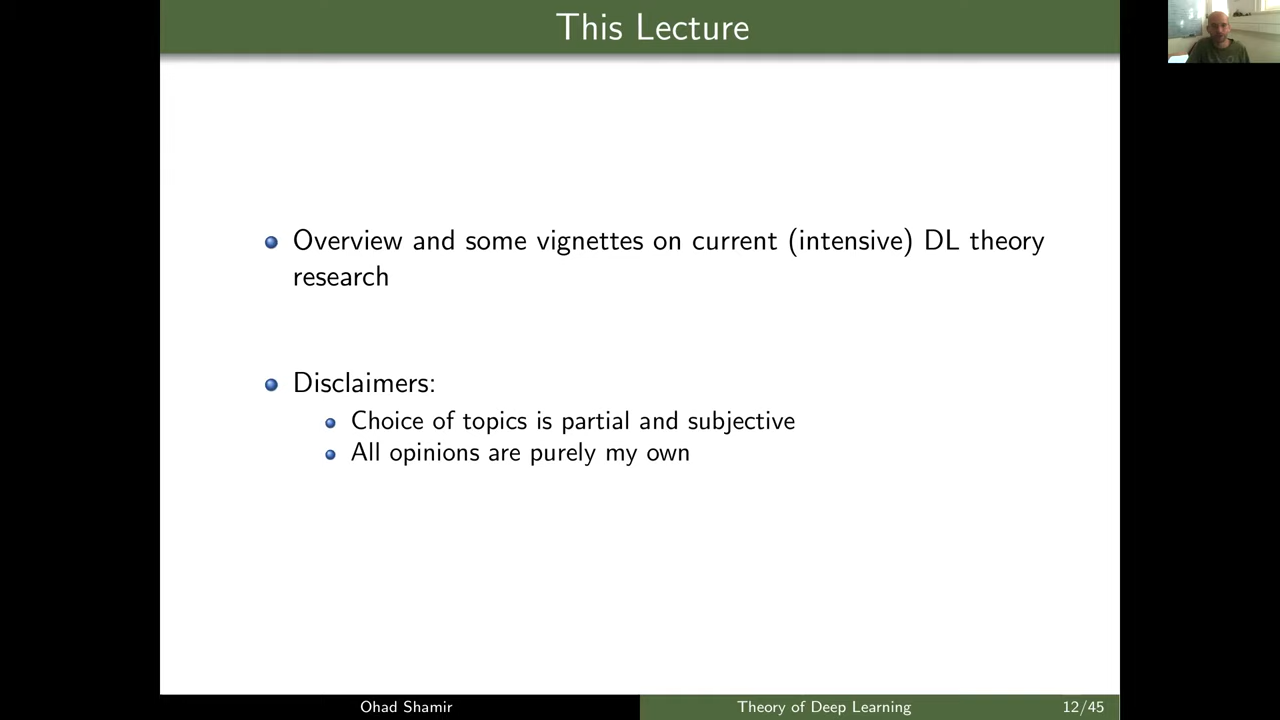 This Lecture
Overview and some vignettes on current (intensive) DL theory
research
Disclaimers:
Choice of topics is partial and subjective
All opinions are purely my own
Ohad Shamir
Theory of Deep Learning
12/45